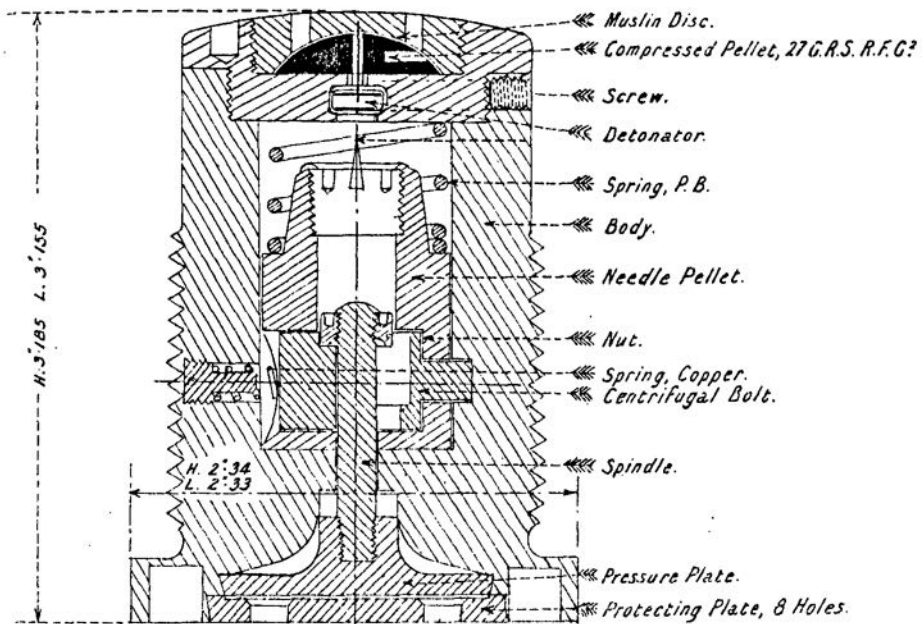 Muslin Disc.
Compressed Pellet, 27 G.R.S. R.F.G?
Screw.
Detonator.
Spring, P.B.
Body.
Needle Pellet.
Nut.
Spring, Copper.
Centrifugal Bolt.
Spindle.
Pressure Plate.
Protecting Plate, 8 Holes.
H. 3"185 L. 3"155
H. 2"34
L. 2"33